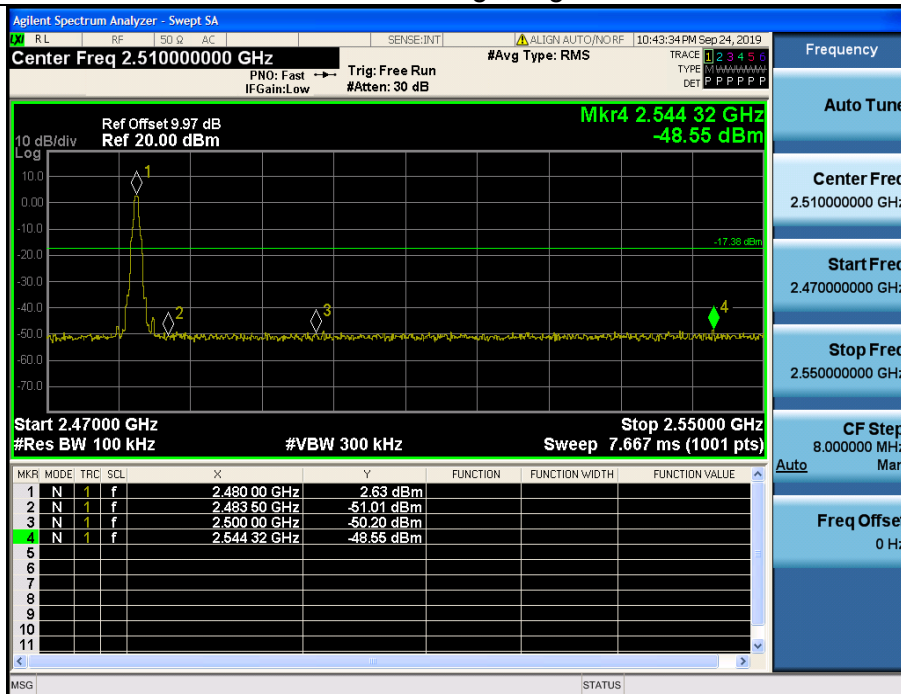 Agilent Spectrum Analyzer - Swept SA
LXI RL RF 50 Ω AC SENSE:INT ALIGN AUTO/NO RF 10:43:34 PM Sep 24, 2019
Center Freq 2.510000000 GHz #Avg Type: RMS TRACE 1 2 3 4 5 6
PNO: Fast Trig: Free Run TYPE M WWWWW
IFGain:Low #Atten: 30 dB DET P P P P P P
Mkr4 2.544 32 GHz
Ref Offset 9.97 dB
10 dB/div Ref 20.00 dBm -48.55 dBm
Log
10.0
0.00
-10.0
-20.0
-30.0
-40.0
-50.0
-60.0
-70.0
1
2
3
4
-17.38 dBm
Start 2.47000 GHz Stop 2.55000 GHz
#Res BW 100 kHz #VBW 300 kHz Sweep 7.667 ms (1001 pts)
MKR MODE TRC SCL X Y FUNCTION FUNCTION WIDTH FUNCTION VALUE
1 N 1 f 2.480 00 GHz 2.63 dBm
2 N 1 f 2.483 50 GHz -51.01 dBm
3 N 1 f 2.500 00 GHz -50.20 dBm
4 N 1 f 2.544 32 GHz -48.55 dBm
5
6
7
8
9
10
11
MSG STATUS
Frequency
Auto Tune
Center Freq
2.510000000 GHz
Start Freq
2.470000000 GHz
Stop Freq
2.550000000 GHz
CF Step
8.000000 MHz
Auto Man
Freq Offset
0 Hz